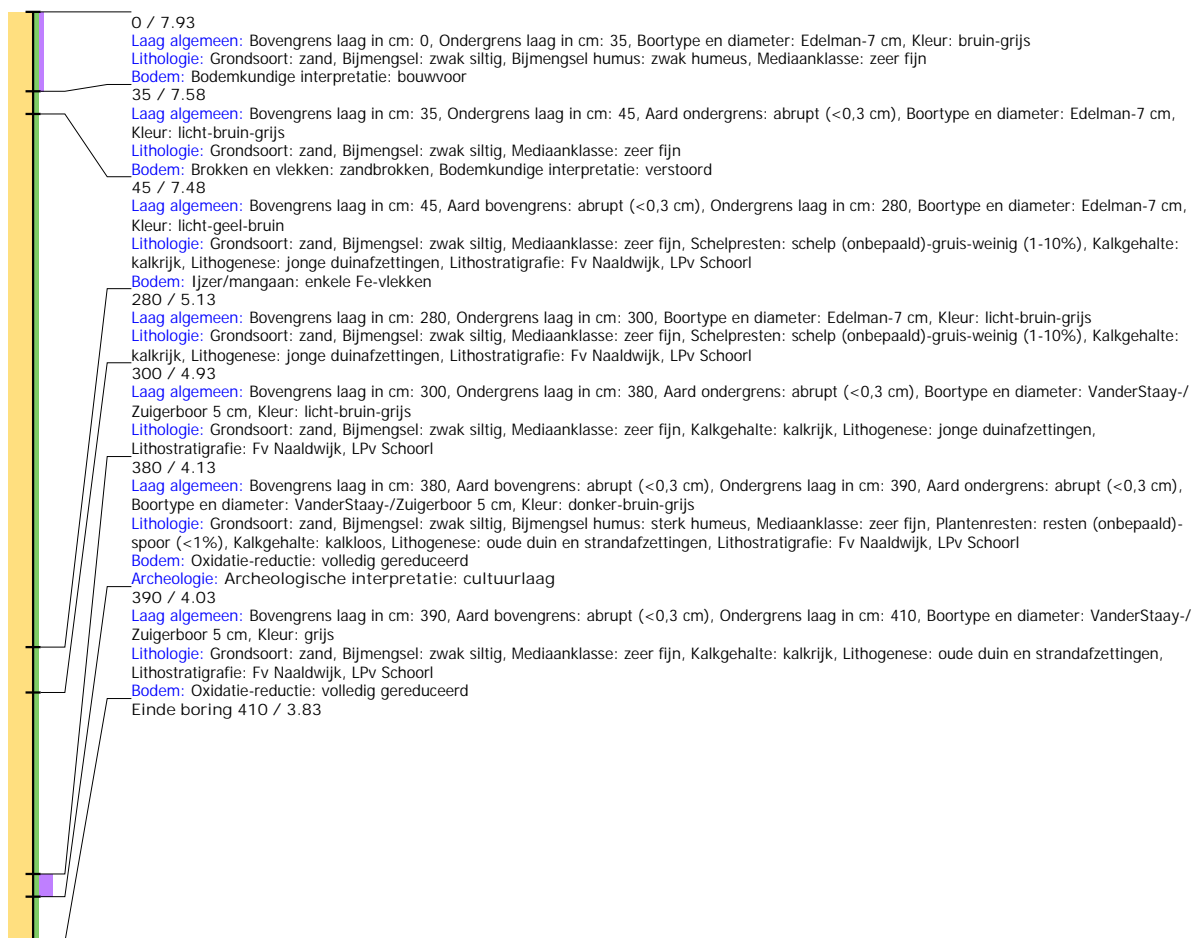 0 / 7.93
Laag algemeen: Bovengrens laag in cm: 0, Ondergrens laag in cm: 35, Boortype en diameter: Edelman-7 cm, Kleur: bruin-grijs
Lithologie: Grondsoort: zand, Bijmengsel: zwak siltig, Bijmengsel humus: zwak humeus, Mediaanklasse: zeer fijn
Bodem: Bodemkundige interpretatie: bouwvoor
35 / 7.58
Laag algemeen: Bovengrens laag in cm: 35, Ondergrens laag in cm: 45, Aard ondergrens: abrupt (<0,3 cm), Boortype en diameter: Edelman-7 cm,
Kleur: licht-bruin-grijs
Lithologie: Grondsoort: zand, Bijmengsel: zwak siltig, Mediaanklasse: zeer fijn
Bodem: Brokken en vlekken: zandbrokken, Bodemkundige interpretatie: verstoord
45 / 7.48
Laag algemeen: Bovengrens laag in cm: 45, Aard bovengrens: abrupt (<0,3 cm), Ondergrens laag in cm: 280, Boortype en diameter: Edelman-7 cm,
Kleur: licht-geel-bruin
Lithologie: Grondsoort: zand, Bijmengsel: zwak siltig, Mediaanklasse: zeer fijn, Schelpresten: schelp (onbepaald)-gruis-weinig (1-10%), Kalkgehalte:
kalkrijk, Lithogenese: jonge duinafzettingen, Lithostratigrafie: Fv Naaldwijk, LPv Schoorl
Bodem: Ijzer/mangaan: enkele Fe-vlekken
280 / 5.13
Laag algemeen: Bovengrens laag in cm: 280, Ondergrens laag in cm: 300, Boortype en diameter: Edelman-7 cm, Kleur: licht-bruin-grijs
Lithologie: Grondsoort: zand, Bijmengsel: zwak siltig, Mediaanklasse: zeer fijn, Schelpresten: schelp (onbepaald)-gruis-weinig (1-10%), Kalkgehalte:
kalkrijk, Lithogenese: jonge duinafzettingen, Lithostratigrafie: Fv Naaldwijk, LPv Schoorl
300 / 4.93
Laag algemeen: Bovengrens laag in cm: 300, Ondergrens laag in cm: 380, Aard ondergrens: abrupt (<0,3 cm), Boortype en diameter: VanderStaay-/
Zuigerboor 5 cm, Kleur: licht-bruin-grijs
Lithologie: Grondsoort: zand, Bijmengsel: zwak siltig, Mediaanklasse: zeer fijn, Kalkgehalte: kalkrijk, Lithogenese: jonge duinafzettingen,
Lithostratigrafie: Fv Naaldwijk, LPv Schoorl
380 / 4.13
Laag algemeen: Bovengrens laag in cm: 380, Aard bovengrens: abrupt (<0,3 cm), Ondergrens laag in cm: 390, Aard ondergrens: abrupt (<0,3 cm),
Boortype en diameter: VanderStaay-/Zuigerboor 5 cm, Kleur: donker-bruin-grijs
Lithologie: Grondsoort: zand, Bijmengsel: zwak siltig, Bijmengsel humus: sterk humeus, Mediaanklasse: zeer fijn, Plantenresten: resten (onbepaald)-
spoor (<1%), Kalkgehalte: kalkloos, Lithogenese: oude duin en strandafzettingen, Lithostratigrafie: Fv Naaldwijk, LPv Schoorl
Bodem: Oxidatie-reductie: volledig gereduceerd
Archeologie: Archeologische interpretatie: cultuurlaag
390 / 4.03
Laag algemeen: Bovengrens laag in cm: 390, Aard bovengrens: abrupt (<0,3 cm), Ondergrens laag in cm: 410, Boortype en diameter: VanderStaay-/
Zuigerboor 5 cm, Kleur: grijs
Lithologie: Grondsoort: zand, Bijmengsel: zwak siltig, Mediaanklasse: zeer fijn, Kalkgehalte: kalkrijk, Lithogenese: oude duin en strandafzettingen,
Lithostratigrafie: Fv Naaldwijk, LPv Schoorl
Bodem: Oxidatie-reductie: volledig gereduceerd
Einde boring 410 / 3.83